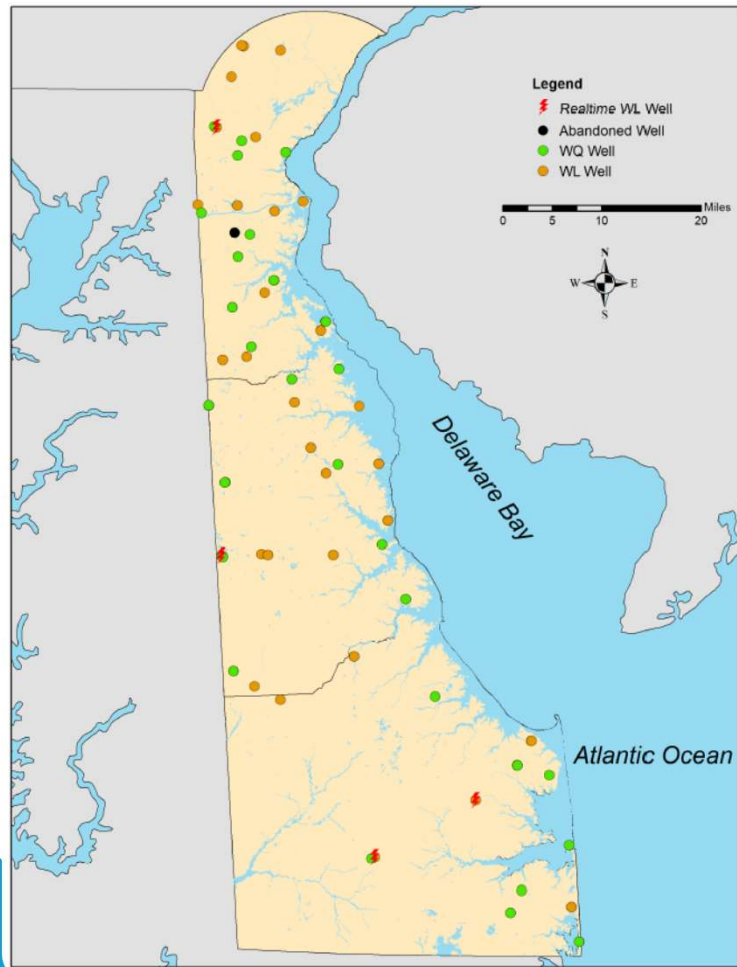 Legend
Realtime WL Well
Abandoned Well
WQ Well
WL Well
Miles
0 5 10 20
N
W E
S
Delaware Bay
Atlantic Ocean